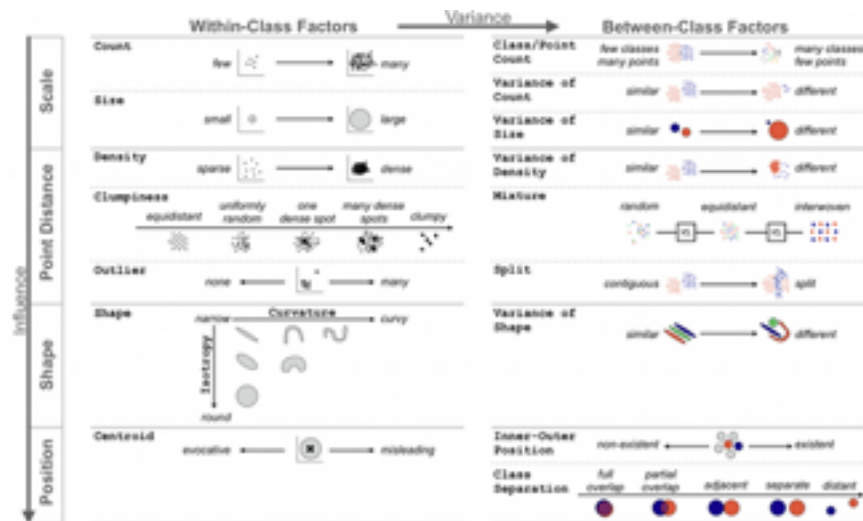 Variance
Within-Class Factors
Between-Class Factors
Influence
Scale
Count
few
many
Size
small
large
Class/Point Count
few classes many points
many classes few points
Variance of Count
similar
different
Variance of Size
similar
different
Point Distance
Density
sparse
dense
Clumpiness
equidistant
uniformly random
one dense spot
many dense spots
clumpy
Outlier
none
many
Variance of Density
similar
different
Mixture
random
equidistant
interwoven
vs
vs
Split
contiguous
split
Shape
Shape
narrow
Curvature
curvy
Isotropy
round
Variance of Shape
similar
different
Position
Centroid
evocative
misleading
Inner-Outer Position
non-existent
existent
Class Separation
full overlap
partial overlap
adjacent
separate
distant